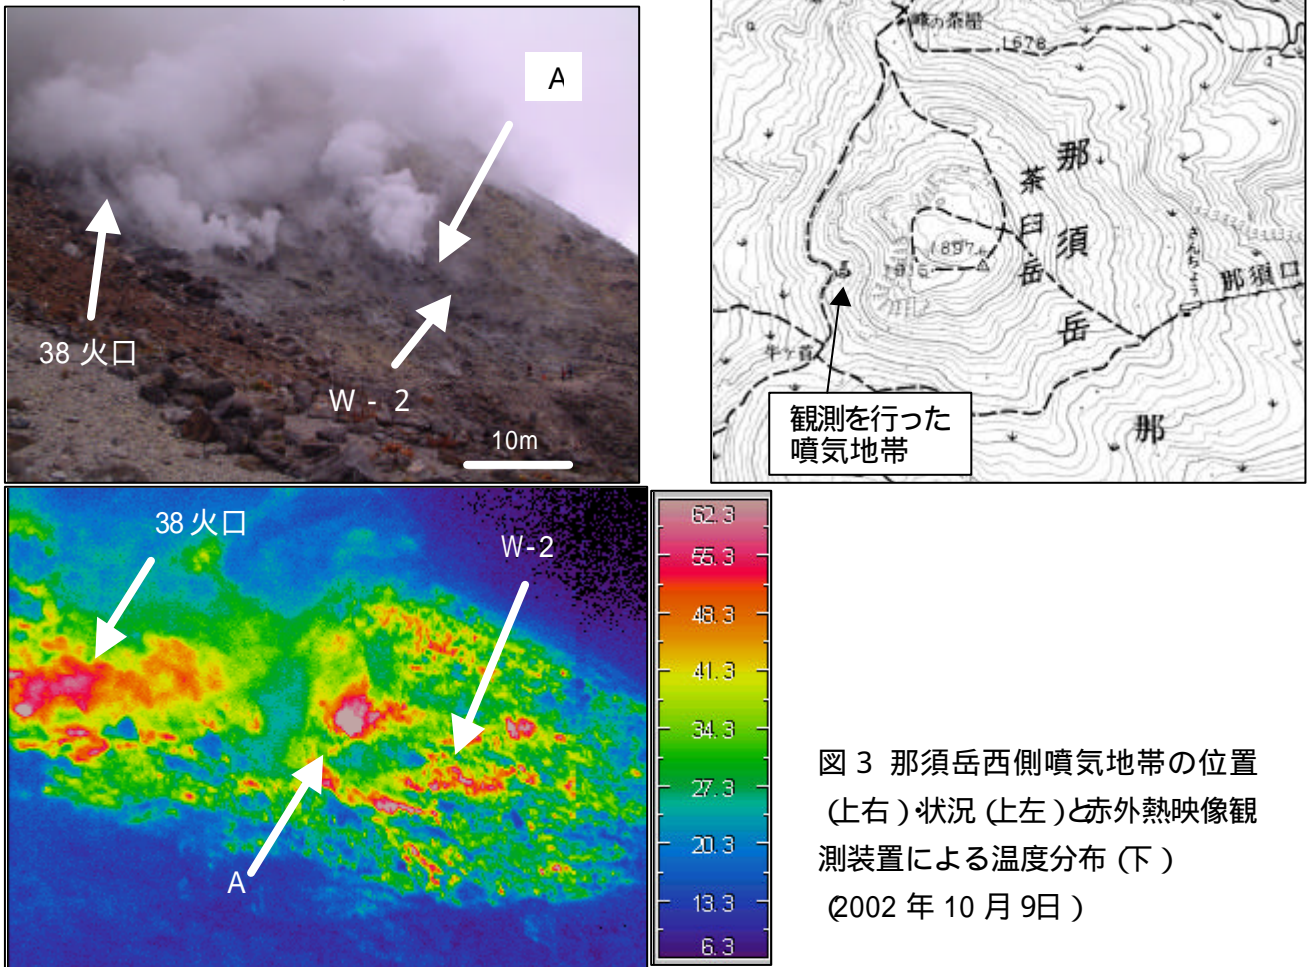 A
38 火口
W - 2
10m
峰の茶屋
1678
那須岳
茶臼岳
1897.6
さんちょう
那須口
牛ヶ首
那
観測を行った
噴気地帯
38 火口
W-2
A
62.3
55.3
48.3
41.3
34.3
27.3
20.3
13.3
6.3
図 3 那須岳西側噴気地帯の位置
(上右)・状況 (上左)と赤外熱映像観
測装置による温度分布 (下)
(2002 年 10 月 9日)